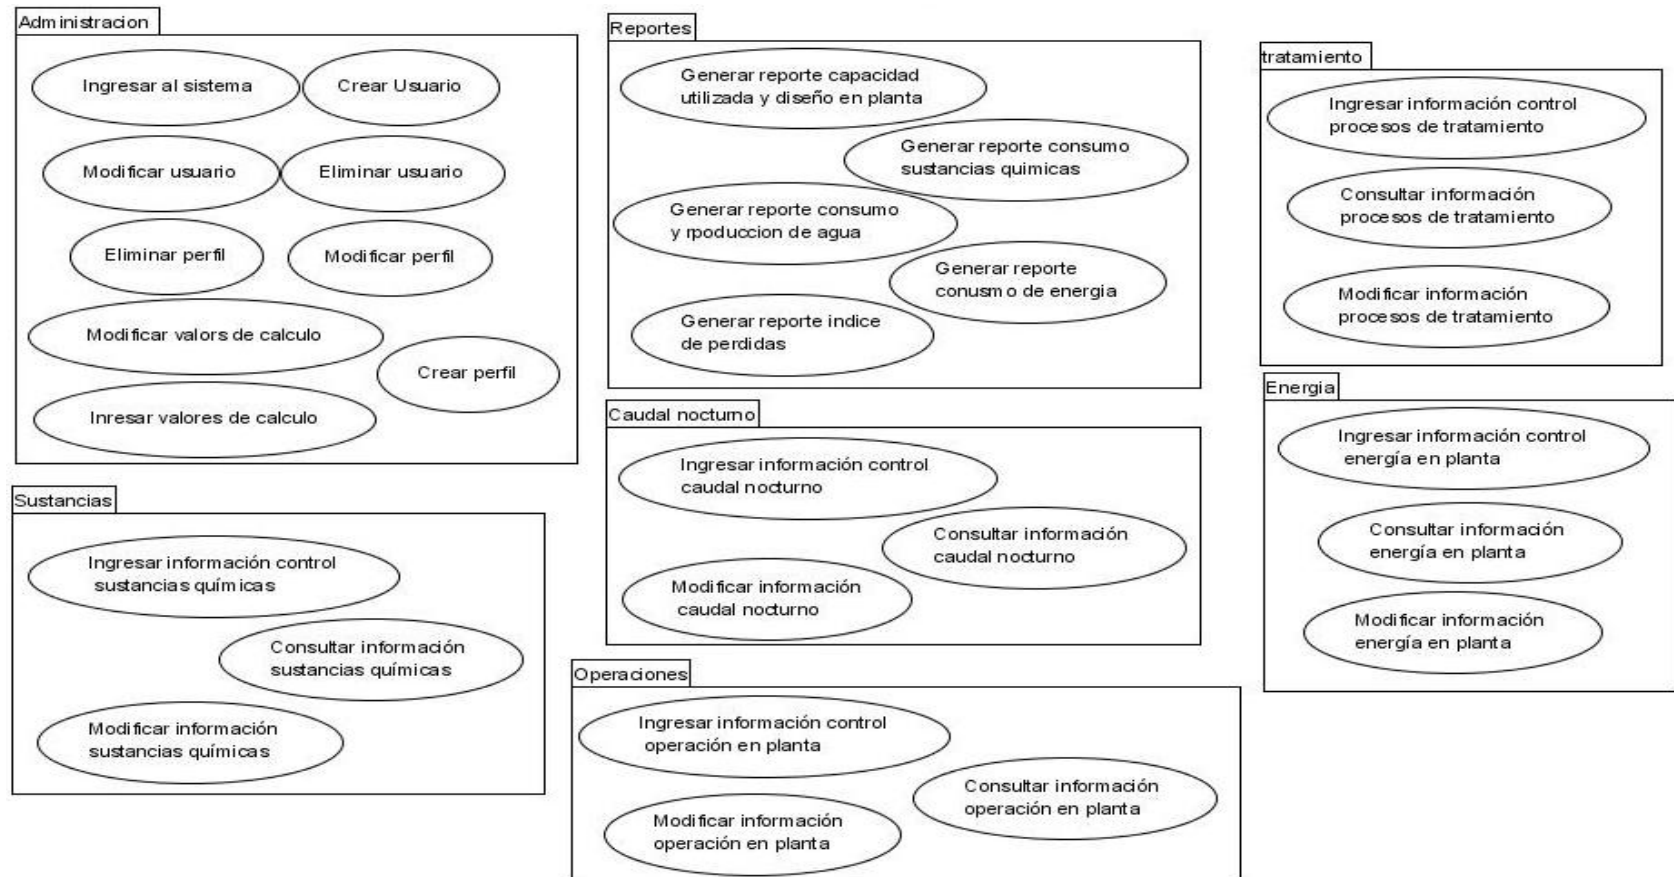 Administracion
Ingresar al sistema
Crear Usuario
Modificar usuario
Eliminar usuario
Eliminar perfil
Modificar perfil
Modificar valors de calculo
Crear perfil
Inresar valores de calculo
Sustancias
Ingresar información control
sustancias químicas
Consultar información
sustancias químicas
Modificar información
sustancias químicas
Reportes
Generar reporte capacidad
utilizada y diseño en planta
Generar reporte consumo
sustancias quimicas
Generar reporte consumo
y rpoduccion de agua
Generar reporte
conusmo de energia
Generar reporte indice
de perdidas
Caudal nocturno
Ingresar información control
caudal nocturno
Consultar información
caudal nocturno
Modificar información
caudal nocturno
Operaciones
Ingresar información control
operación en planta
Consultar información
operación en planta
Modificar información
operación en planta
tratamiento
Ingresar información control
procesos de tratamiento
Consultar información
procesos de tratamiento
Modificar información
procesos de tratamiento
Energia
Ingresar información control
energía en planta
Consultar información
energía en planta
Modificar información
energía en planta